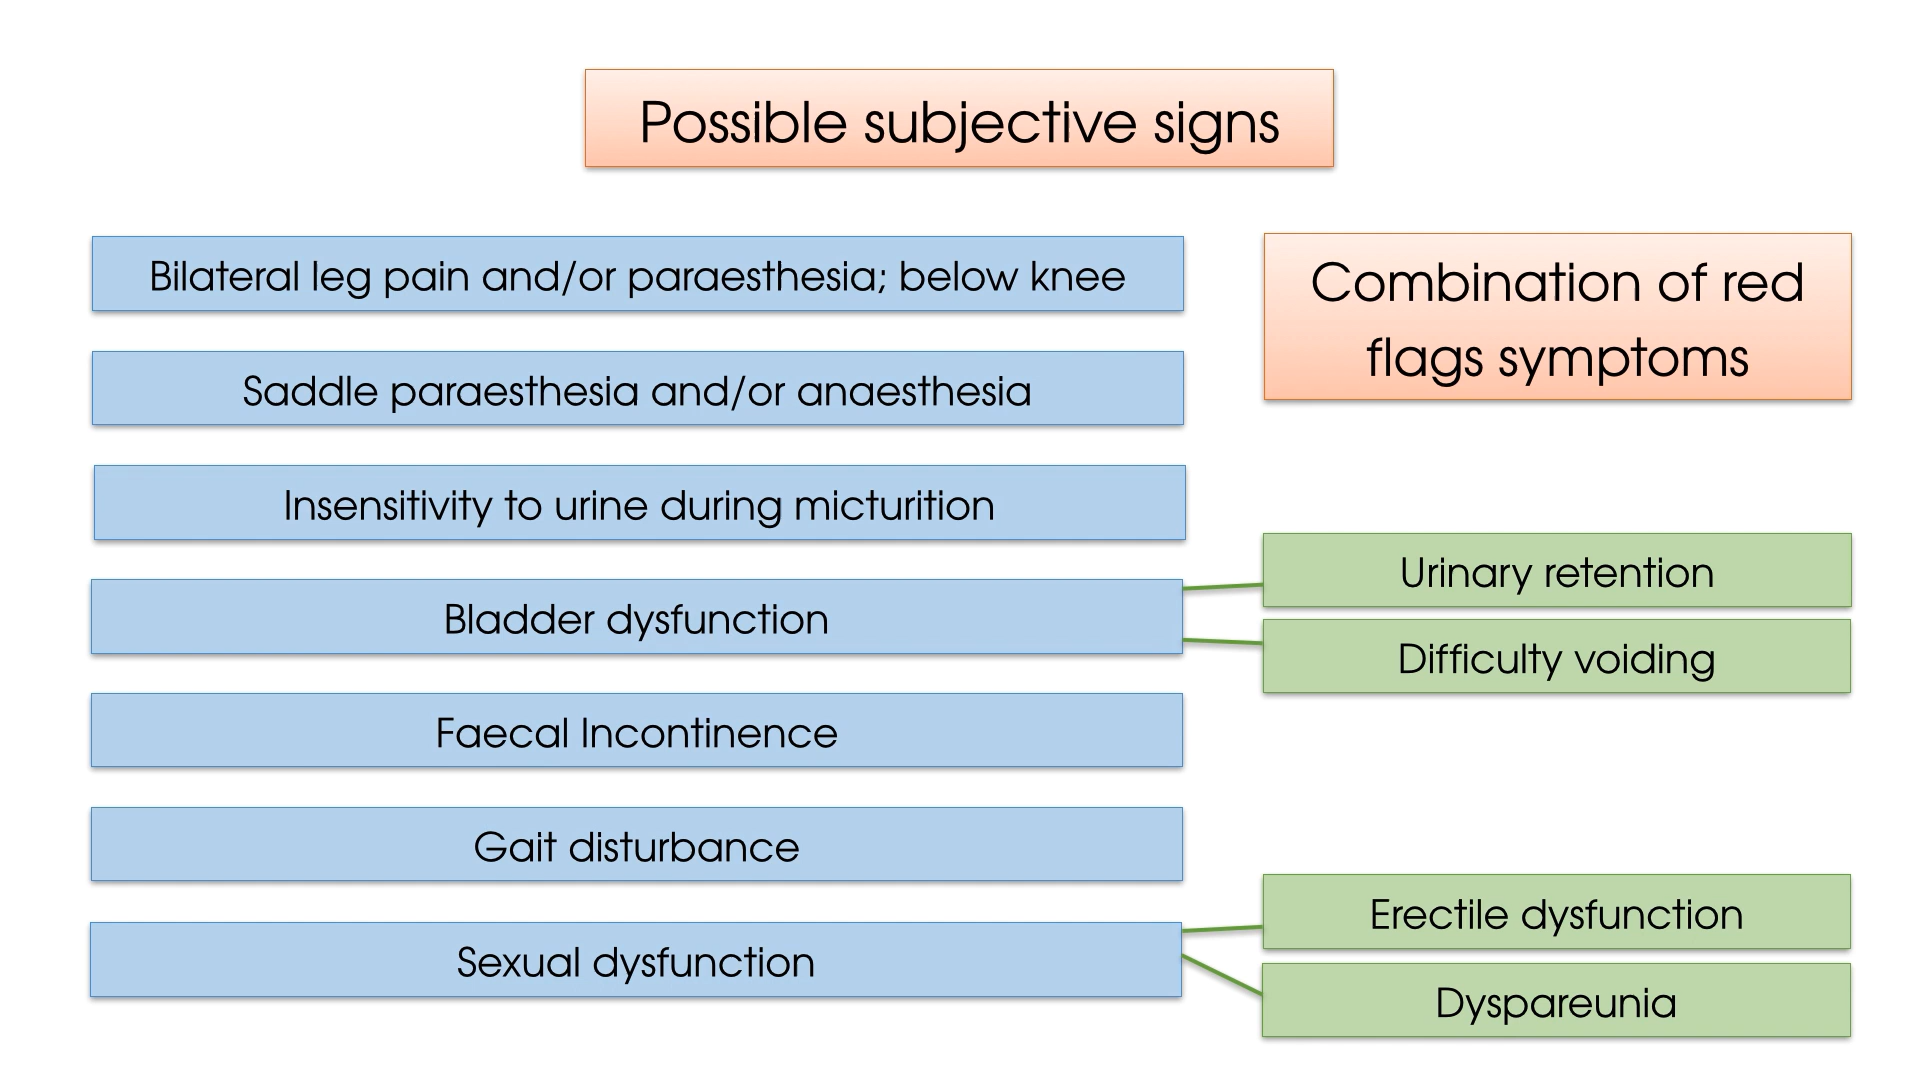 Possible subjective signs
Bilateral leg pain and/or paraesthesia; below knee
Combination of red
flags symptoms
Saddle paraesthesia and/or anaesthesia
Insensitivity to urine during micturition
Bladder dysfunction
Urinary retention
Difficulty voiding
Faecal Incontinence
Gait disturbance
Sexual dysfunction
Erectile dysfunction
Dyspareunia